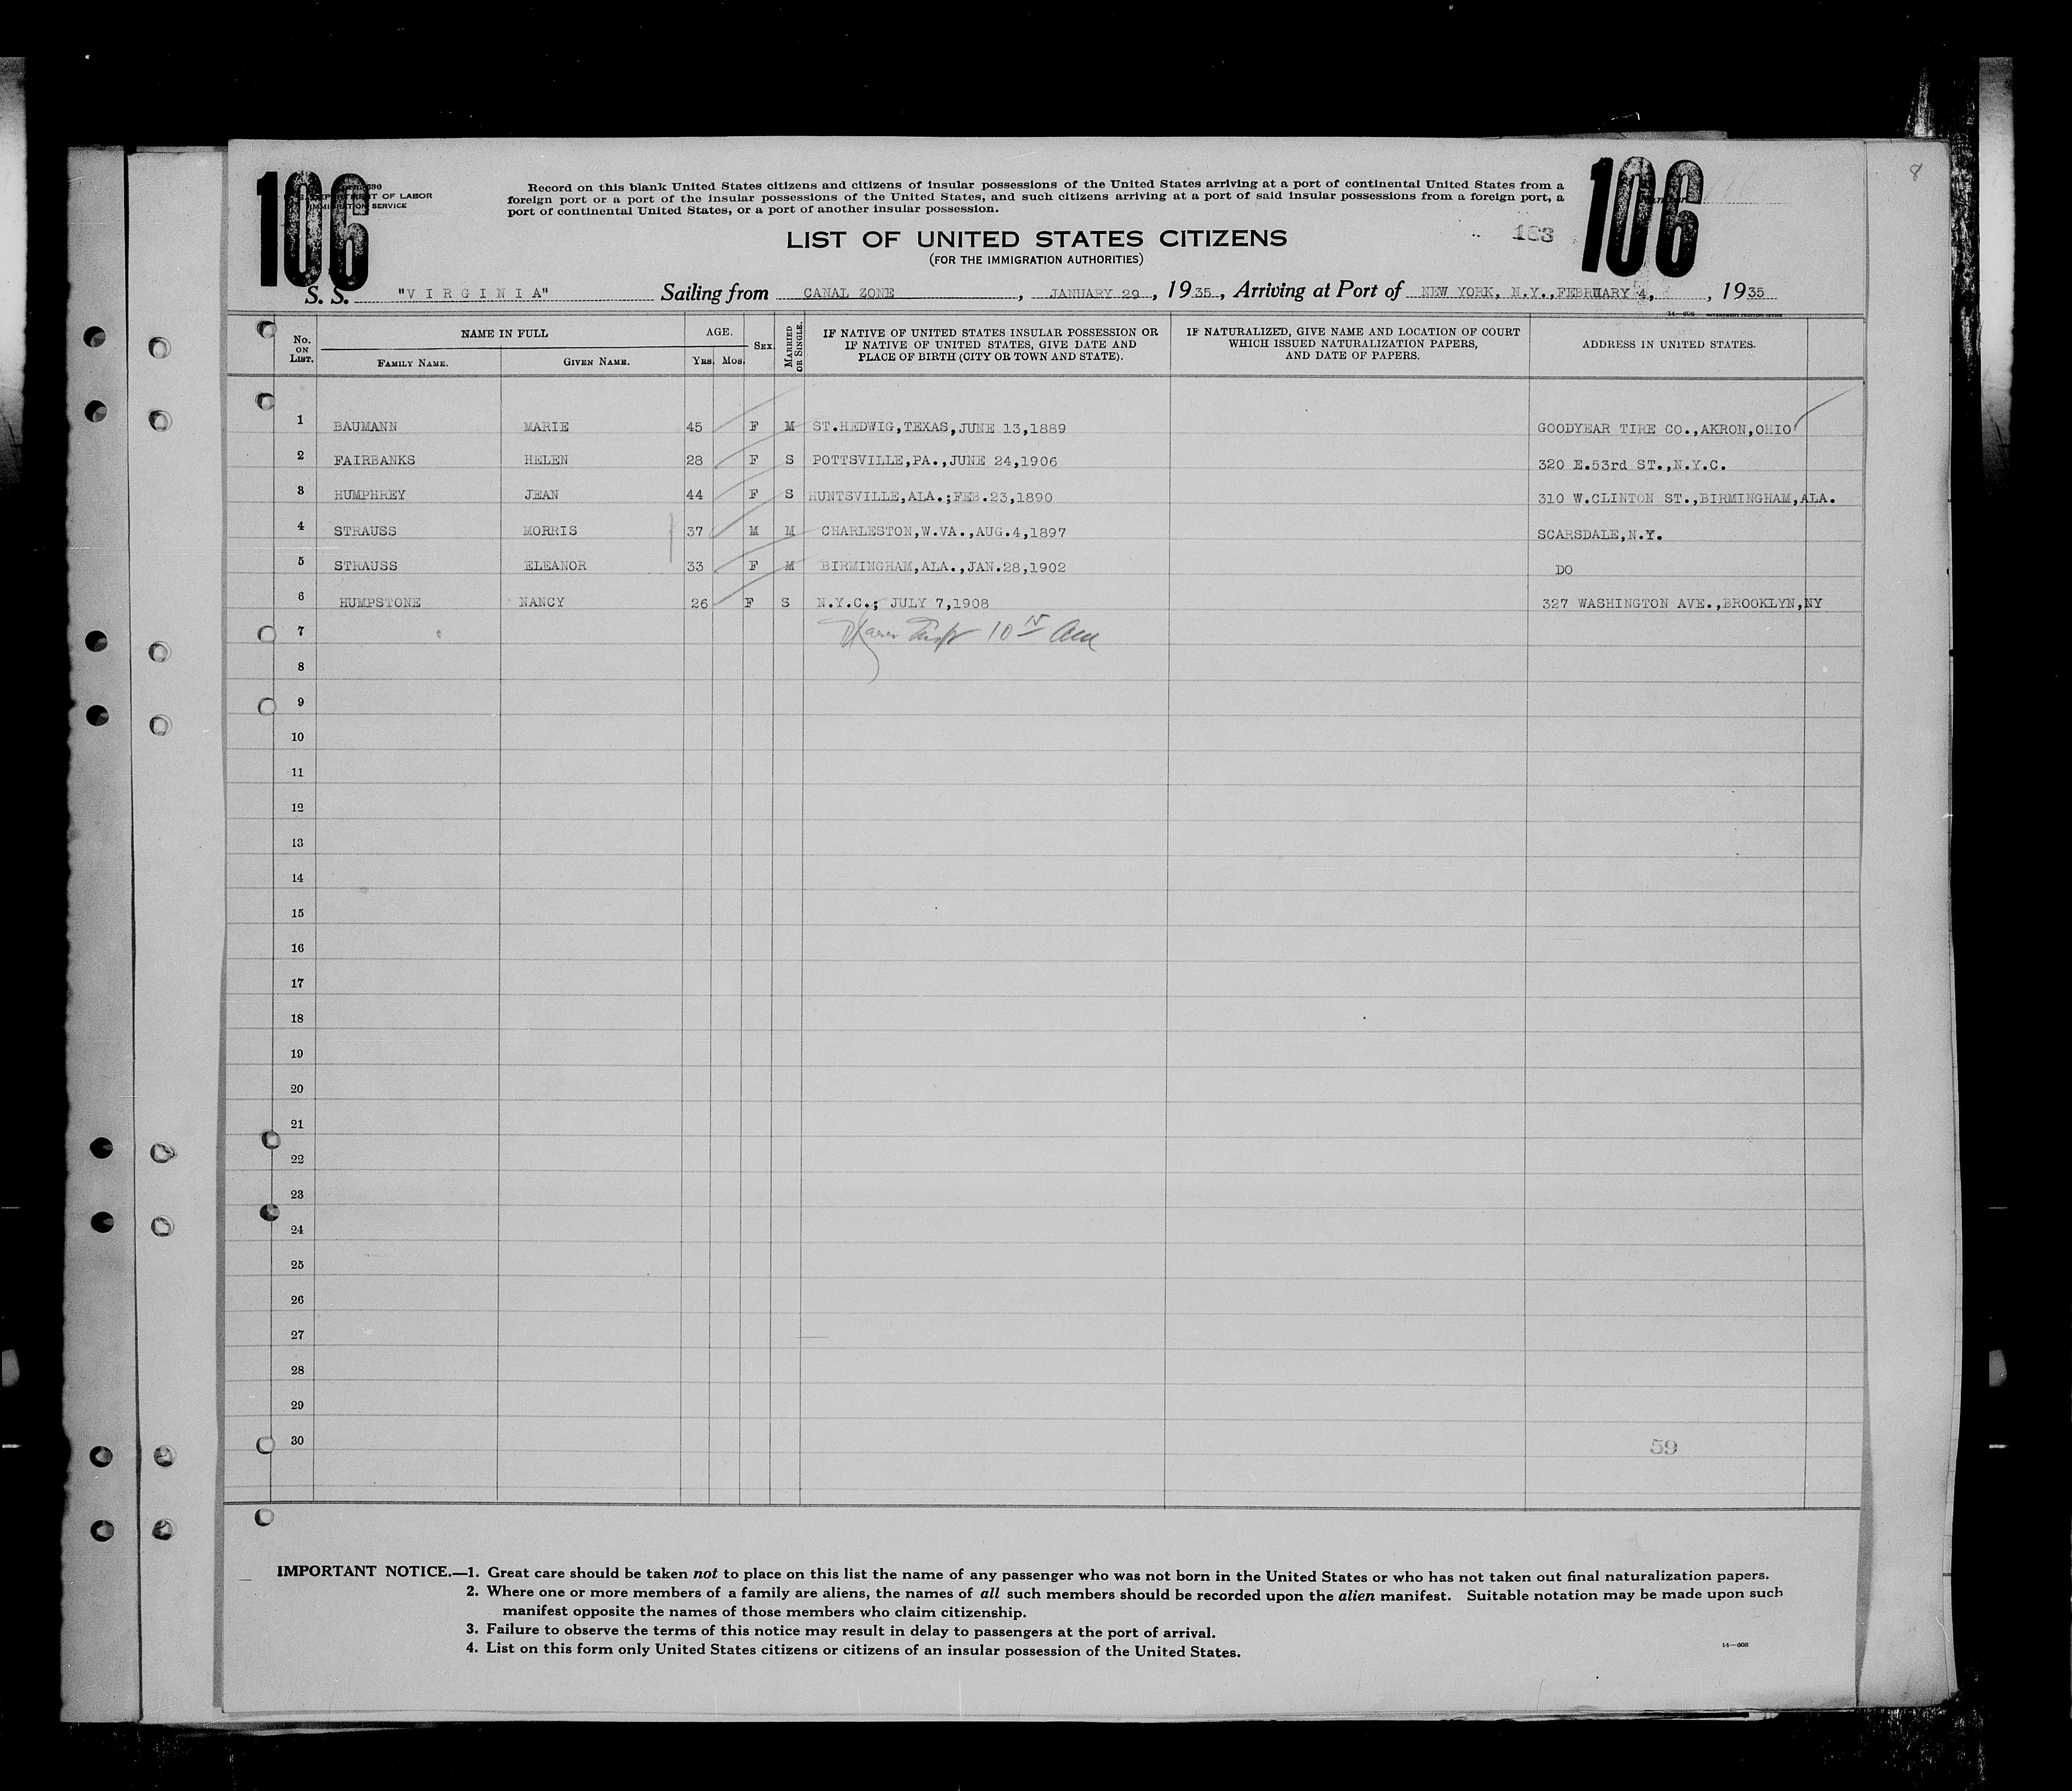 106
106
8
DEPARTMENT OF LABOR
IMMIGRATION SERVICE
Record on this blank United States citizens and citizens of insular possessions of the United States arriving at a port of continental United States from a
foreign port or a port of the insular possessions of the United States, and such citizens arriving at a port of said insular possessions from a foreign port, a
port of continental United States, or a port of another insular possession.
LIST OF UNITED STATES CITIZENS
(FOR THE IMMIGRATION AUTHORITIES)
S. S. "V I R G I N I A" Sailing from CANAL ZONE, JANUARY 29, 1935, Arriving at Port of NEW YORK, N.Y.,FEBRUARY 4, , 1935
No. ON LIST. NAME IN FULL FAMILY NAME. GIVEN NAME. AGE. YRS. MOS. SEX. MARRIED OR SINGLE. IF NATIVE OF UNITED STATES INSULAR POSSESSION OR IF NATIVE OF UNITED STATES, GIVE DATE AND PLACE OF BIRTH (CITY OR TOWN AND STATE). IF NATURALIZED, GIVE NAME AND LOCATION OF COURT WHICH ISSUED NATURALIZATION PAPERS, AND DATE OF PAPERS. ADDRESS IN UNITED STATES.
1 BAUMANN MARIE 45 F M ST.HEDWIG,TEXAS,JUNE 13,1889 GOODYEAR TIRE CO.,AKRON,OHIO
2 FAIRBANKS HELEN 28 F S POTTSVILLE,PA.,JUNE 24,1906 320 E.53rd ST.,N.Y.C.
3 HUMPHREY JEAN 44 F S HUNTSVILLE,ALA.;FEB.23,1890 310 W.CLINTON ST.,BIRMINGHAM,ALA.
4 STRAUSS MORRIS 37 M M CHARLESTON,W.VA.,AUG.4,1897 SCARSDALE,N.Y.
5 STRAUSS ELEANOR 33 F M BIRMINGHAM,ALA.,JAN.28,1902 DO
6 HUMPSTONE NANCY 26 F S N.Y.C.; JULY 7,1908 327 WASHINGTON AVE.,BROOKLYN,NY
7
8
9
10
11
12
13
14
15
16
17
18
19
20
21
22
23
24
25
26
27
28
29
30 59
IMPORTANT NOTICE.—1. Great care should be taken not to place on this list the name of any passenger who was not born in the United States or who has not taken out final naturalization papers.
2. Where one or more members of a family are aliens, the names of all such members should be recorded upon the alien manifest. Suitable notation may be made upon such
manifest opposite the names of those members who claim citizenship.
3. Failure to observe the terms of this notice may result in delay to passengers at the port of arrival.
4. List on this form only United States citizens or citizens of an insular possession of the United States.
14—608